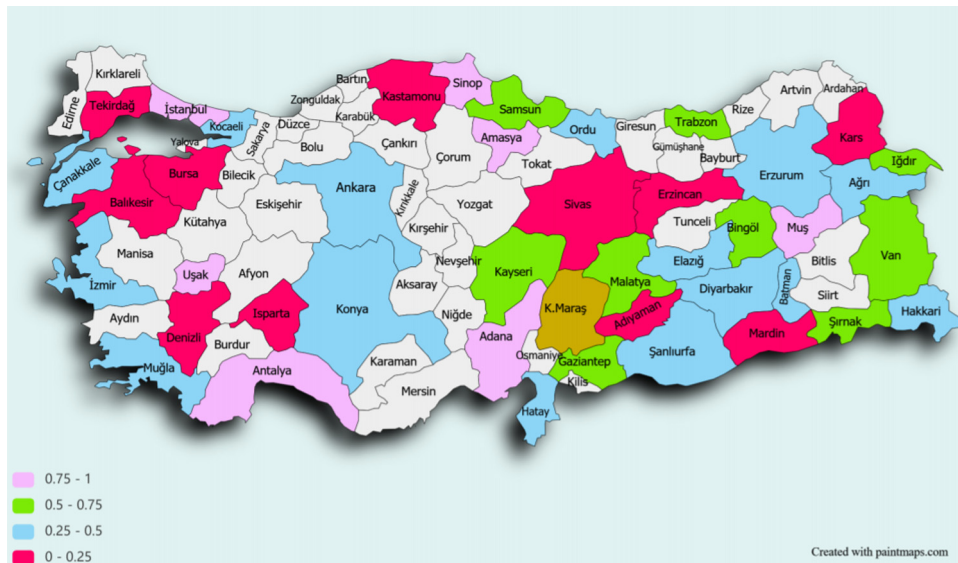 Kırklareli
Edirne
Tekirdağ
İstanbul
Kocaeli
Yalova
Sakarya
Düzce
Zonguldak
Bartın
Karabük
Kastamonu
Sinop
Samsun
Ordu
Giresun
Trabzon
Rize
Artvin
Ardahan
Kars
Iğdır
Ağrı
Erzurum
Bayburt
Gümüşhane
Tokat
Amasya
Çorum
Çankırı
Bolu
Bilecik
Bursa
Balıkesir
Çanakkale
Kütahya
Eskişehir
Ankara
Kırıkkale
Kırşehir
Yozgat
Sivas
Erzincan
Tunceli
Bingöl
Muş
Bitlis
Van
Hakkari
Şırnak
Siirt
Batman
Diyarbakır
Elazığ
Malatya
Adıyaman
Mardin
Şanlıurfa
Gaziantep
Kilis
K.Maraş
Osmaniye
Hatay
Adana
Kayseri
Nevşehir
Niğde
Aksaray
Konya
Karaman
Mersin
Antalya
Isparta
Burdur
Afyon
Uşak
Manisa
İzmir
Aydın
Denizli
Muğla
0.75 - 1
0.5 - 0.75
0.25 - 0.5
0 - 0.25
Created with paintmaps.com